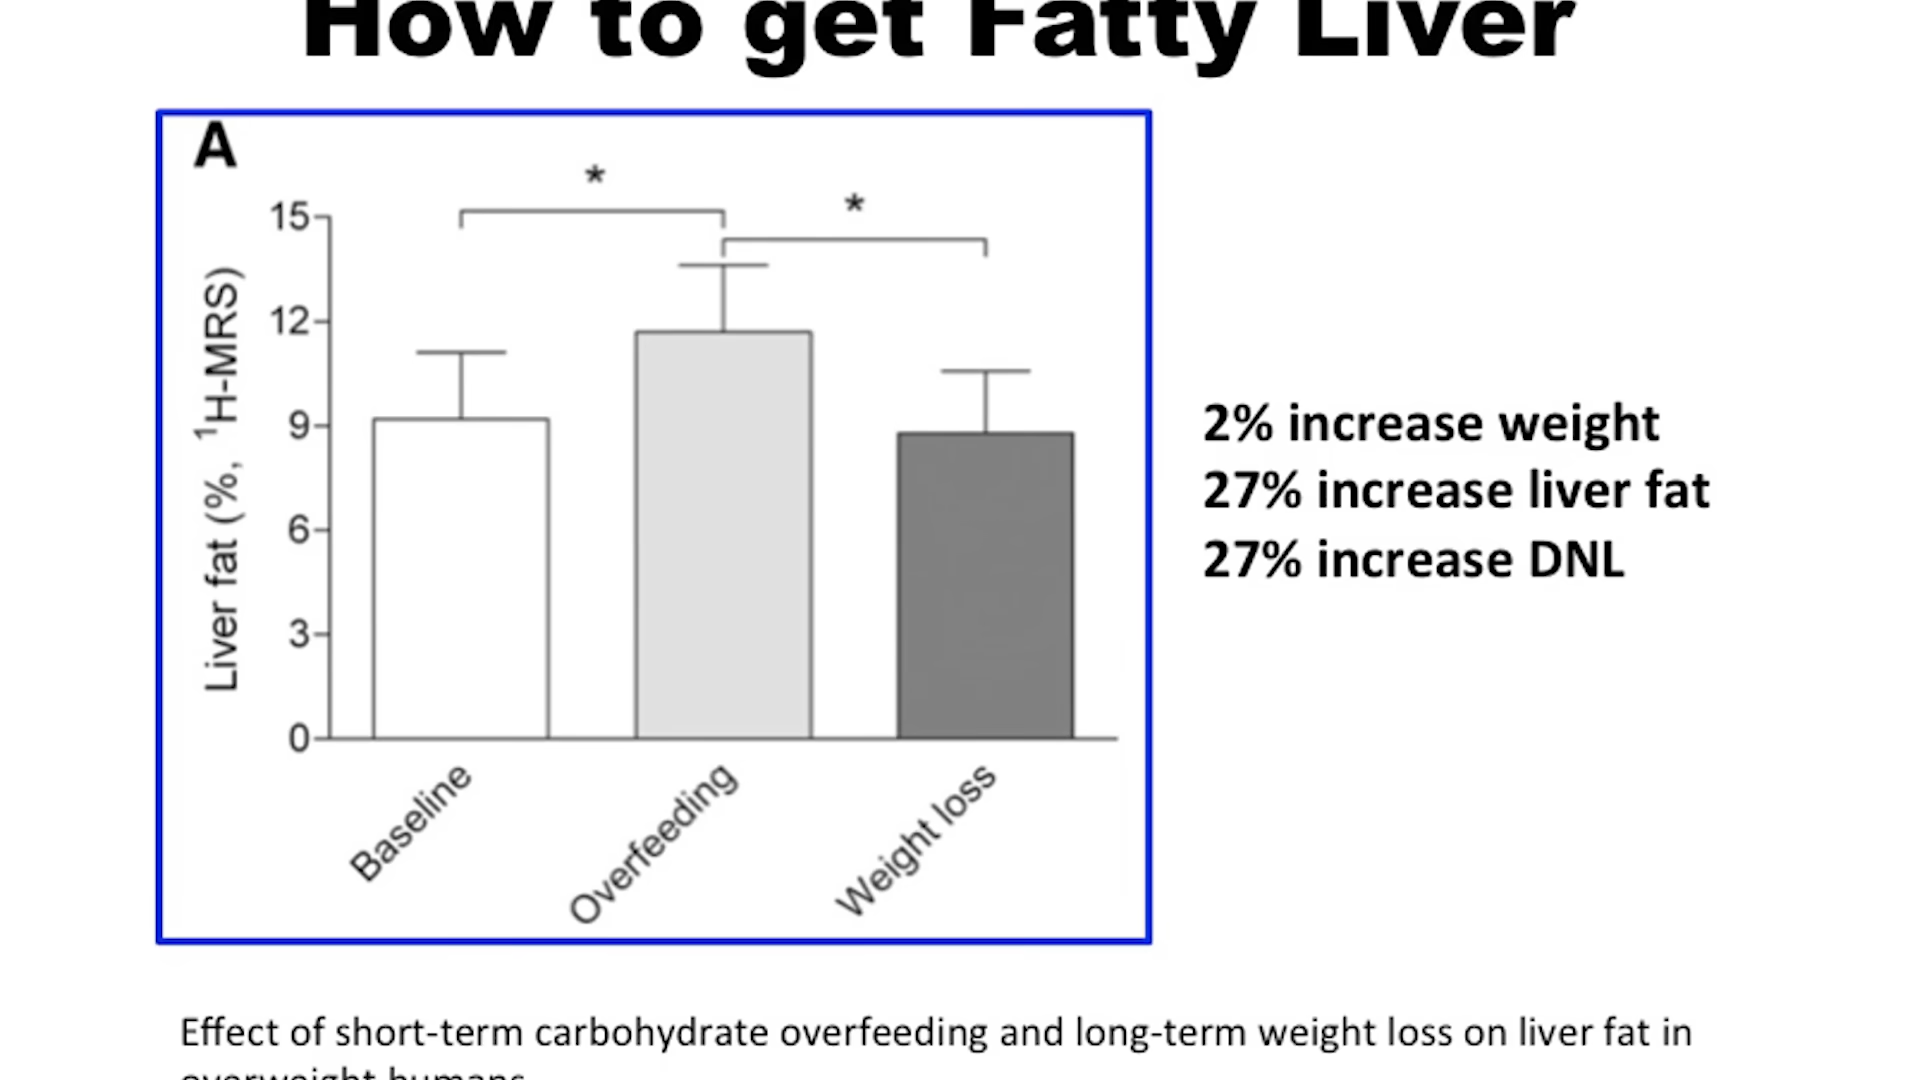 How to get Fatty Liver
A
*
*
15
12
9
6
3
0
Liver fat (%, ¹H-MRS)
Baseline
Overfeeding
Weight loss
2% increase weight
27% increase liver fat
27% increase DNL
Effect of short-term carbohydrate overfeeding and long-term weight loss on liver fat in
overweight humans